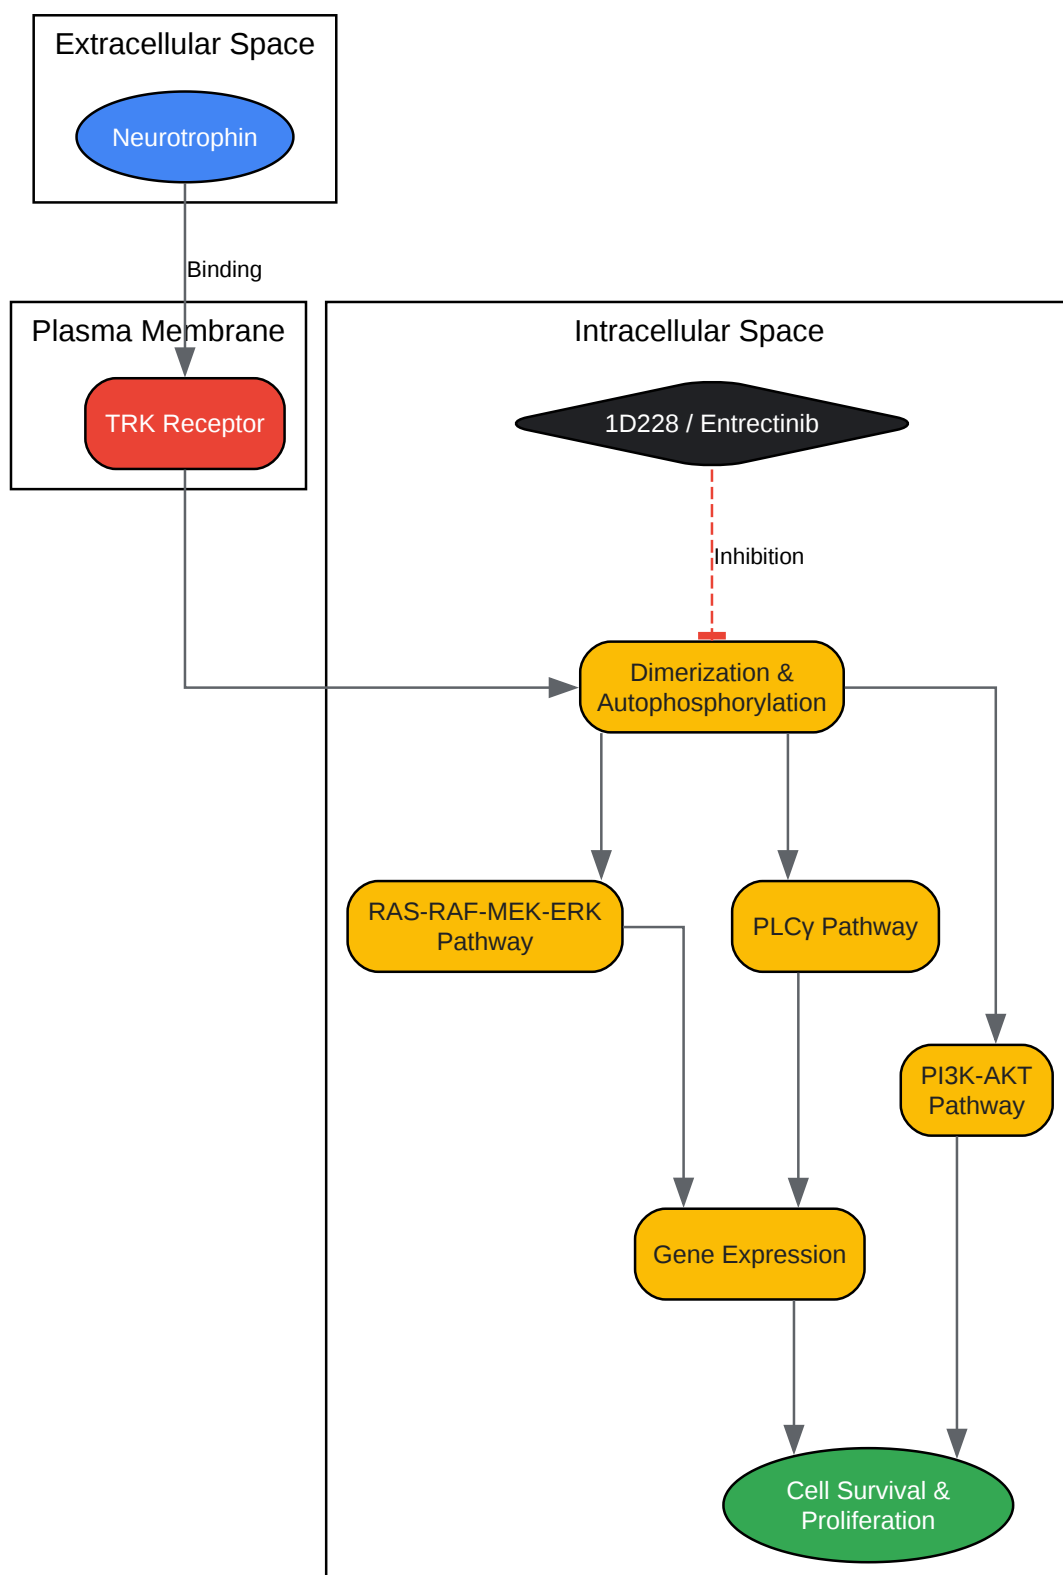 Extracellular Space
Neurotrophin
Binding
Plasma Membrane
TRK Receptor
Intracellular Space
1D228 / Entrectinib
Inhibition
Dimerization &
Autophosphorylation
RAS-RAF-MEK-ERK
Pathway
PLCγ Pathway
PI3K-AKT
Pathway
Gene Expression
Cell Survival &
Proliferation